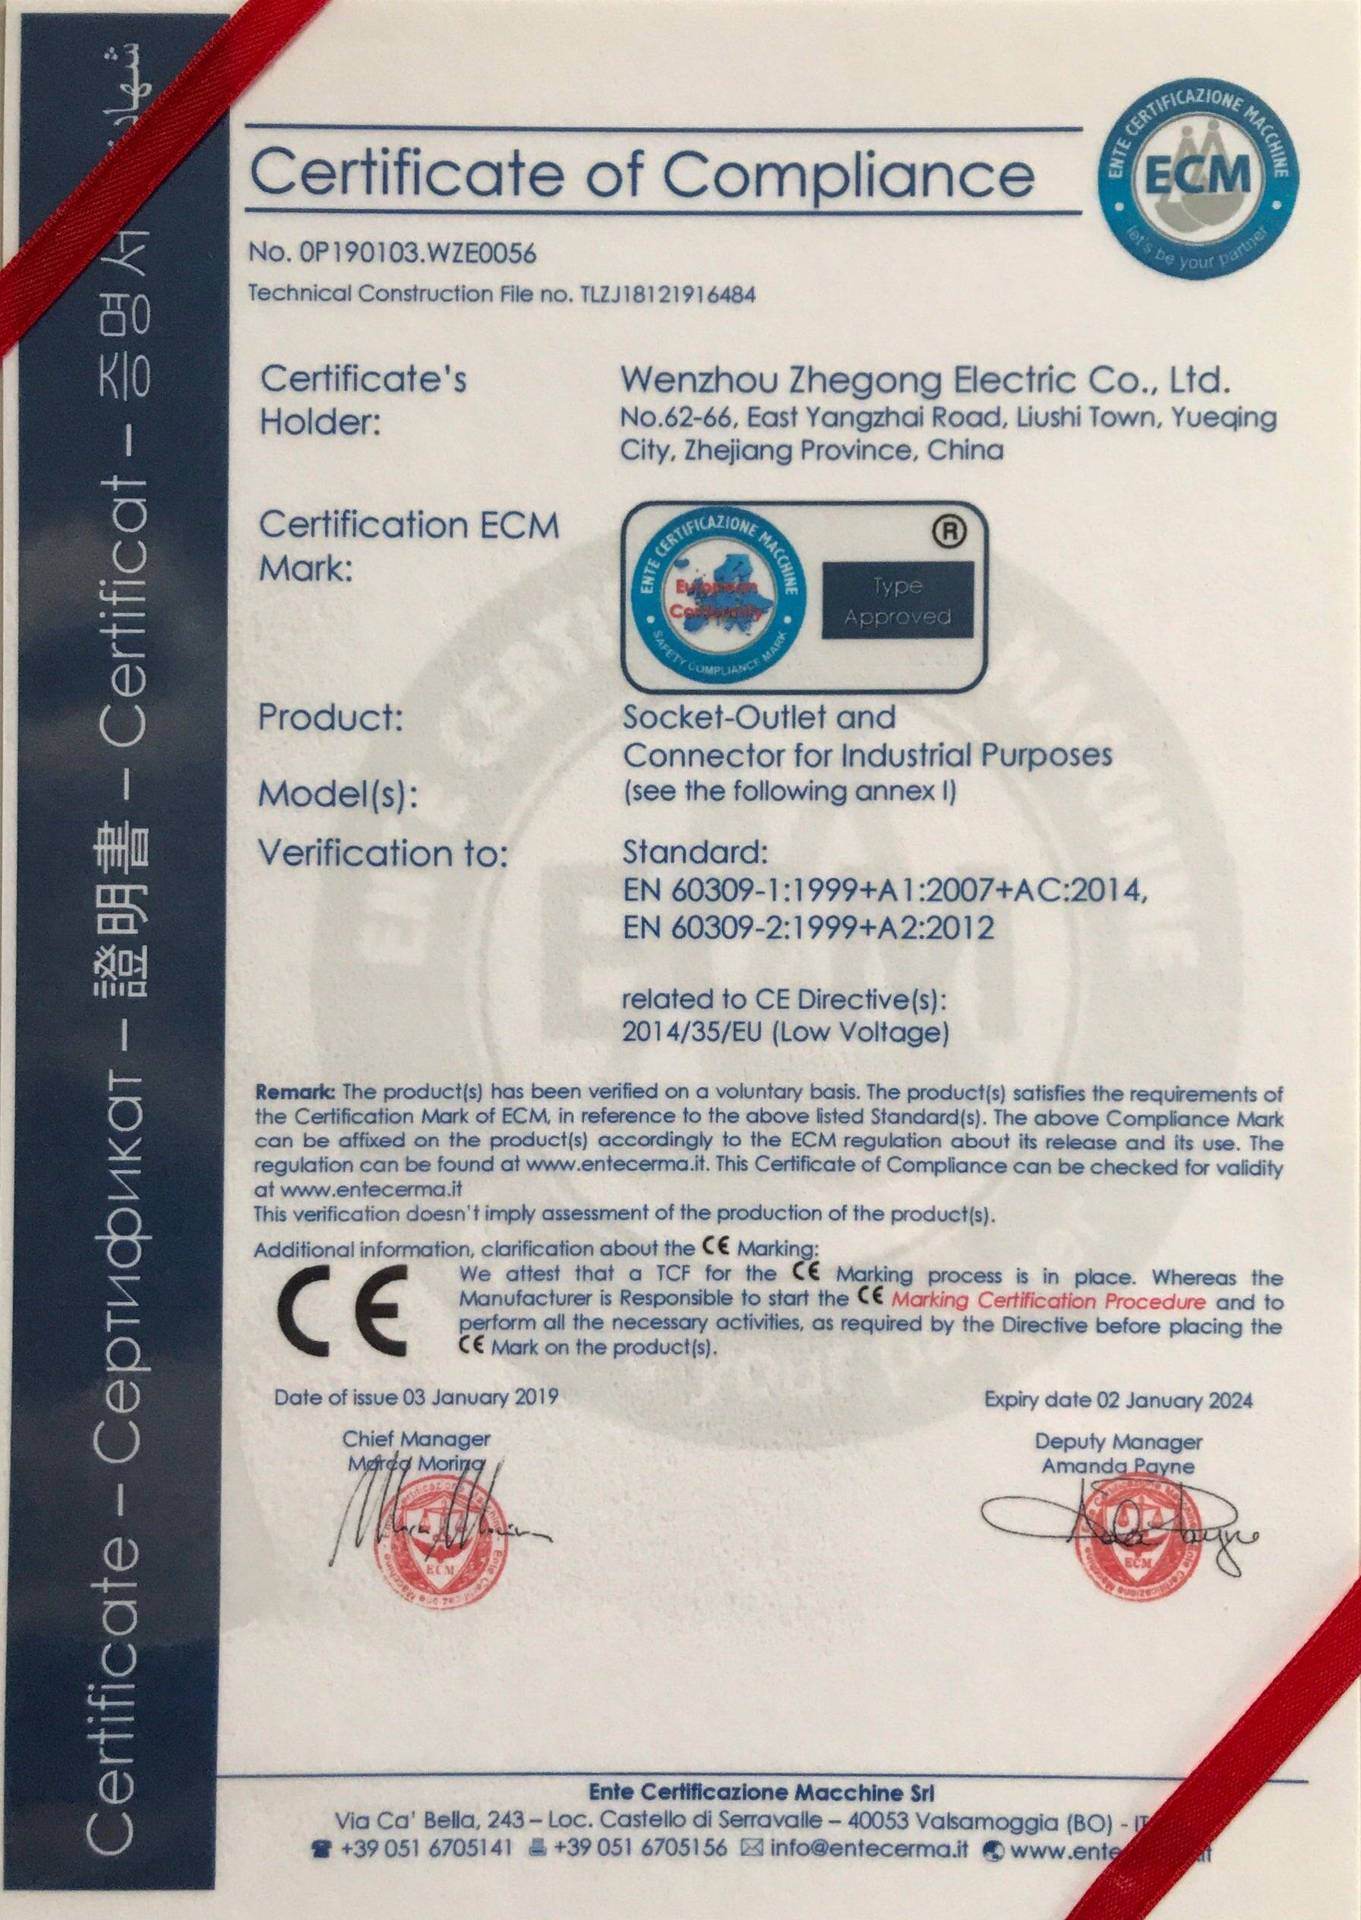 Certificate of Compliance
ENTE CERTIFICAZIONE MACCHINE
ECM
let's be your partner
No. 0P190103.WZE0056
Technical Construction File no. TLZJ18121916484
Certificate's
Holder:
Wenzhou Zhegong Electric Co., Ltd.
No.62-66, East Yangzhai Road, Liushi Town, Yueqing
City, Zhejiang Province, China
Certification ECM
Mark:
ENTE CERTIFICAZIONE MACCHINE
European
Conformity
SAFETY COMPLIANCE MARK
®
Type
Approved
Product:
Socket-Outlet and
Connector for Industrial Purposes
Model(s):
(see the following annex I)
Verification to:
Standard:
EN 60309-1:1999+A1:2007+AC:2014,
EN 60309-2:1999+A2:2012
related to CE Directive(s):
2014/35/EU (Low Voltage)
Remark: The product(s) has been verified on a voluntary basis. The product(s) satisfies the requirements of
the Certification Mark of ECM, in reference to the above listed Standard(s). The above Compliance Mark
can be affixed on the product(s) accordingly to the ECM regulation about its release and its use. The
regulation can be found at www.entecerma.it. This Certificate of Compliance can be checked for validity
at www.entecerma.it
This verification doesn't imply assessment of the production of the product(s).
Additional information, clarification about the CE Marking:
CE
We attest that a TCF for the CE Marking process is in place. Whereas the
Manufacturer is Responsible to start the CE Marking Certification Procedure and to
perform all the necessary activities, as required by the Directive before placing the
CE Mark on the product(s).
Date of issue 03 January 2019
Expiry date 02 January 2024
Chief Manager
Marco Morina
Deputy Manager
Amanda Payne
ECM
ECM
Ente Certificazione Macchine Srl
Via Ca' Bella, 243 – Loc. Castello di Serravalle – 40053 Valsamoggia (BO) -
+39 051 6705141 +39 051 6705156 info@entecerma.it
Certificate – Сертификат – 證明書 – Certificat – 증명서